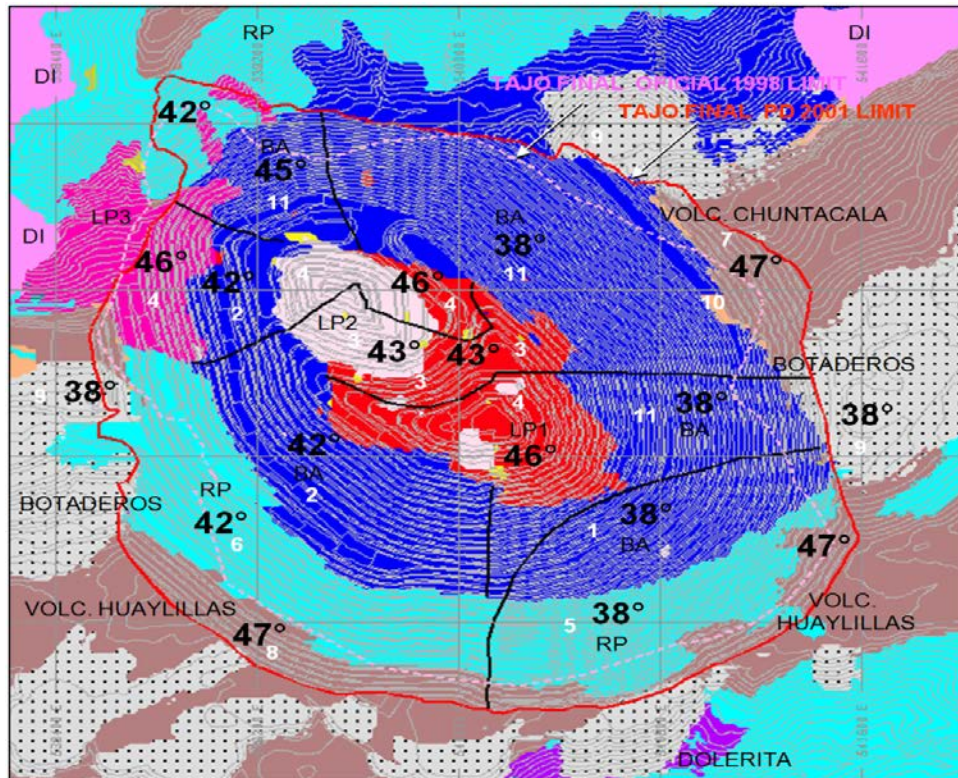 RP
DI
DI
TAJO FINAL OFICIAL 1998 LIMIT
TAJO FINAL PD 2001 LIMIT
42°
9
BA
45°
11
LP3
BA
38°
11
VOLC. CHUNTACALA
7
47°
DI
46°
4
42°
2
4
46°
4
10
LP2
43°
3
43°
3
3
BOTADEROS
9
38°
4
11
38°
BA
38°
9
LP1
46°
42°
BA
2
BOTADEROS
RP
42°
6
1
38°
BA
47°
VOLC. HUAYLILLAS
47°
8
38°
5
RP
VOLC.
HUAYLILLAS
DOLERITA